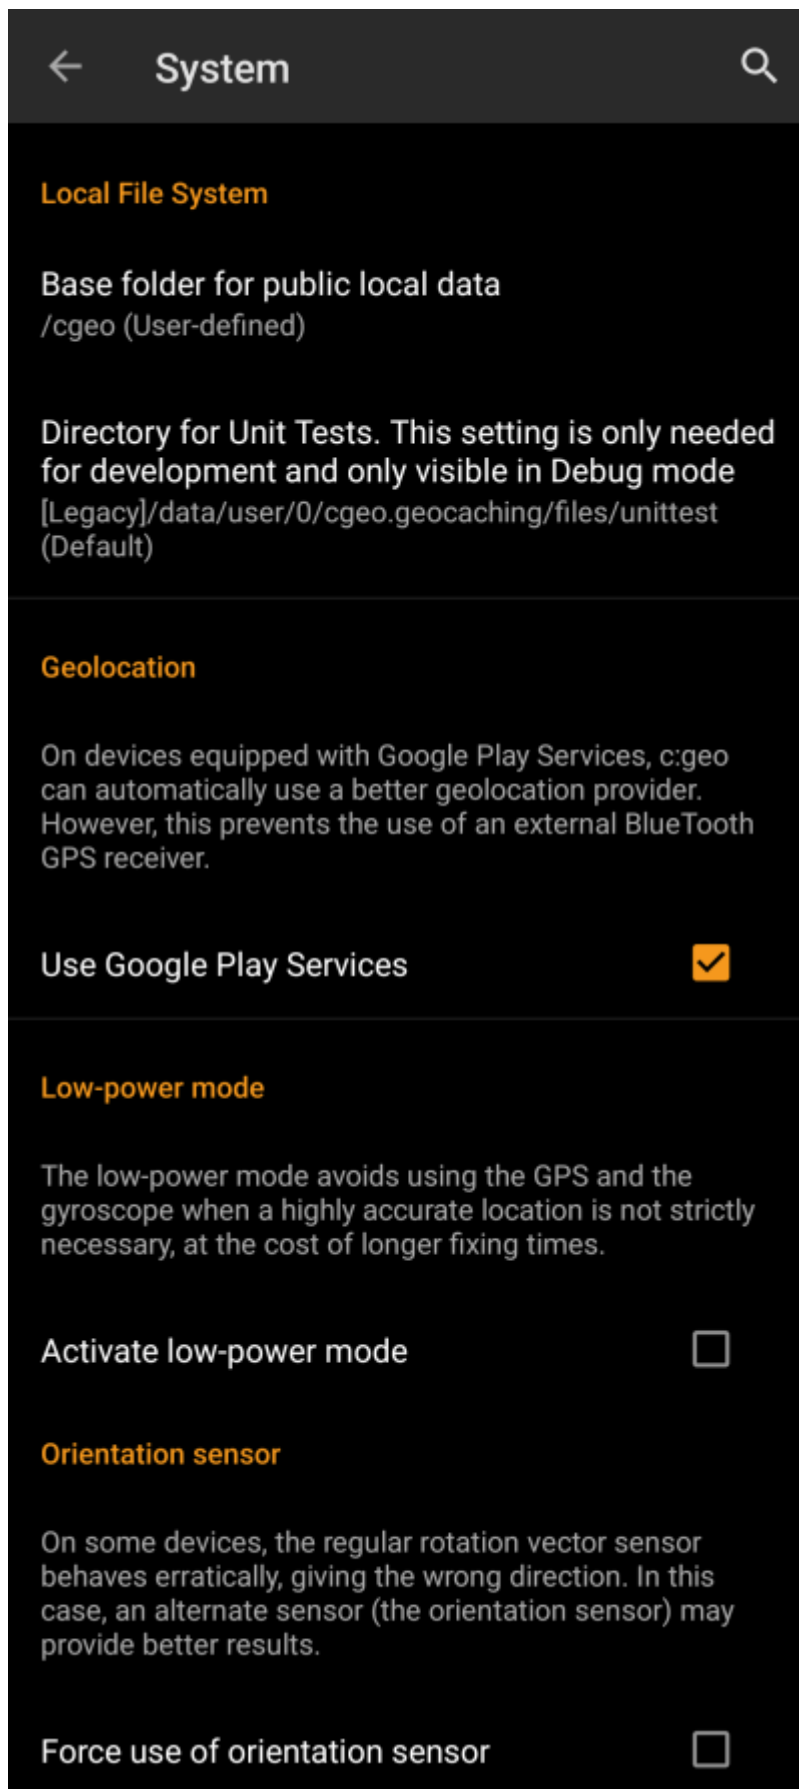 System
Local File System
Base folder for public local data
/cgeo (User-defined)
Directory for Unit Tests. This setting is only needed
for development and only visible in Debug mode
[Legacy]/data/user/0/cgeo.geocaching/files/unittest
(Default)
Geolocation
On devices equipped with Google Play Services, c:geo
can automatically use a better geolocation provider.
However, this prevents the use of an external BlueTooth
GPS receiver.
Use Google Play Services
Low-power mode
The low-power mode avoids using the GPS and the
gyroscope when a highly accurate location is not strictly
necessary, at the cost of longer fixing times.
Activate low-power mode
Orientation sensor
On some devices, the regular rotation vector sensor
behaves erratically, giving the wrong direction. In this
case, an alternate sensor (the orientation sensor) may
provide better results.
Force use of orientation sensor